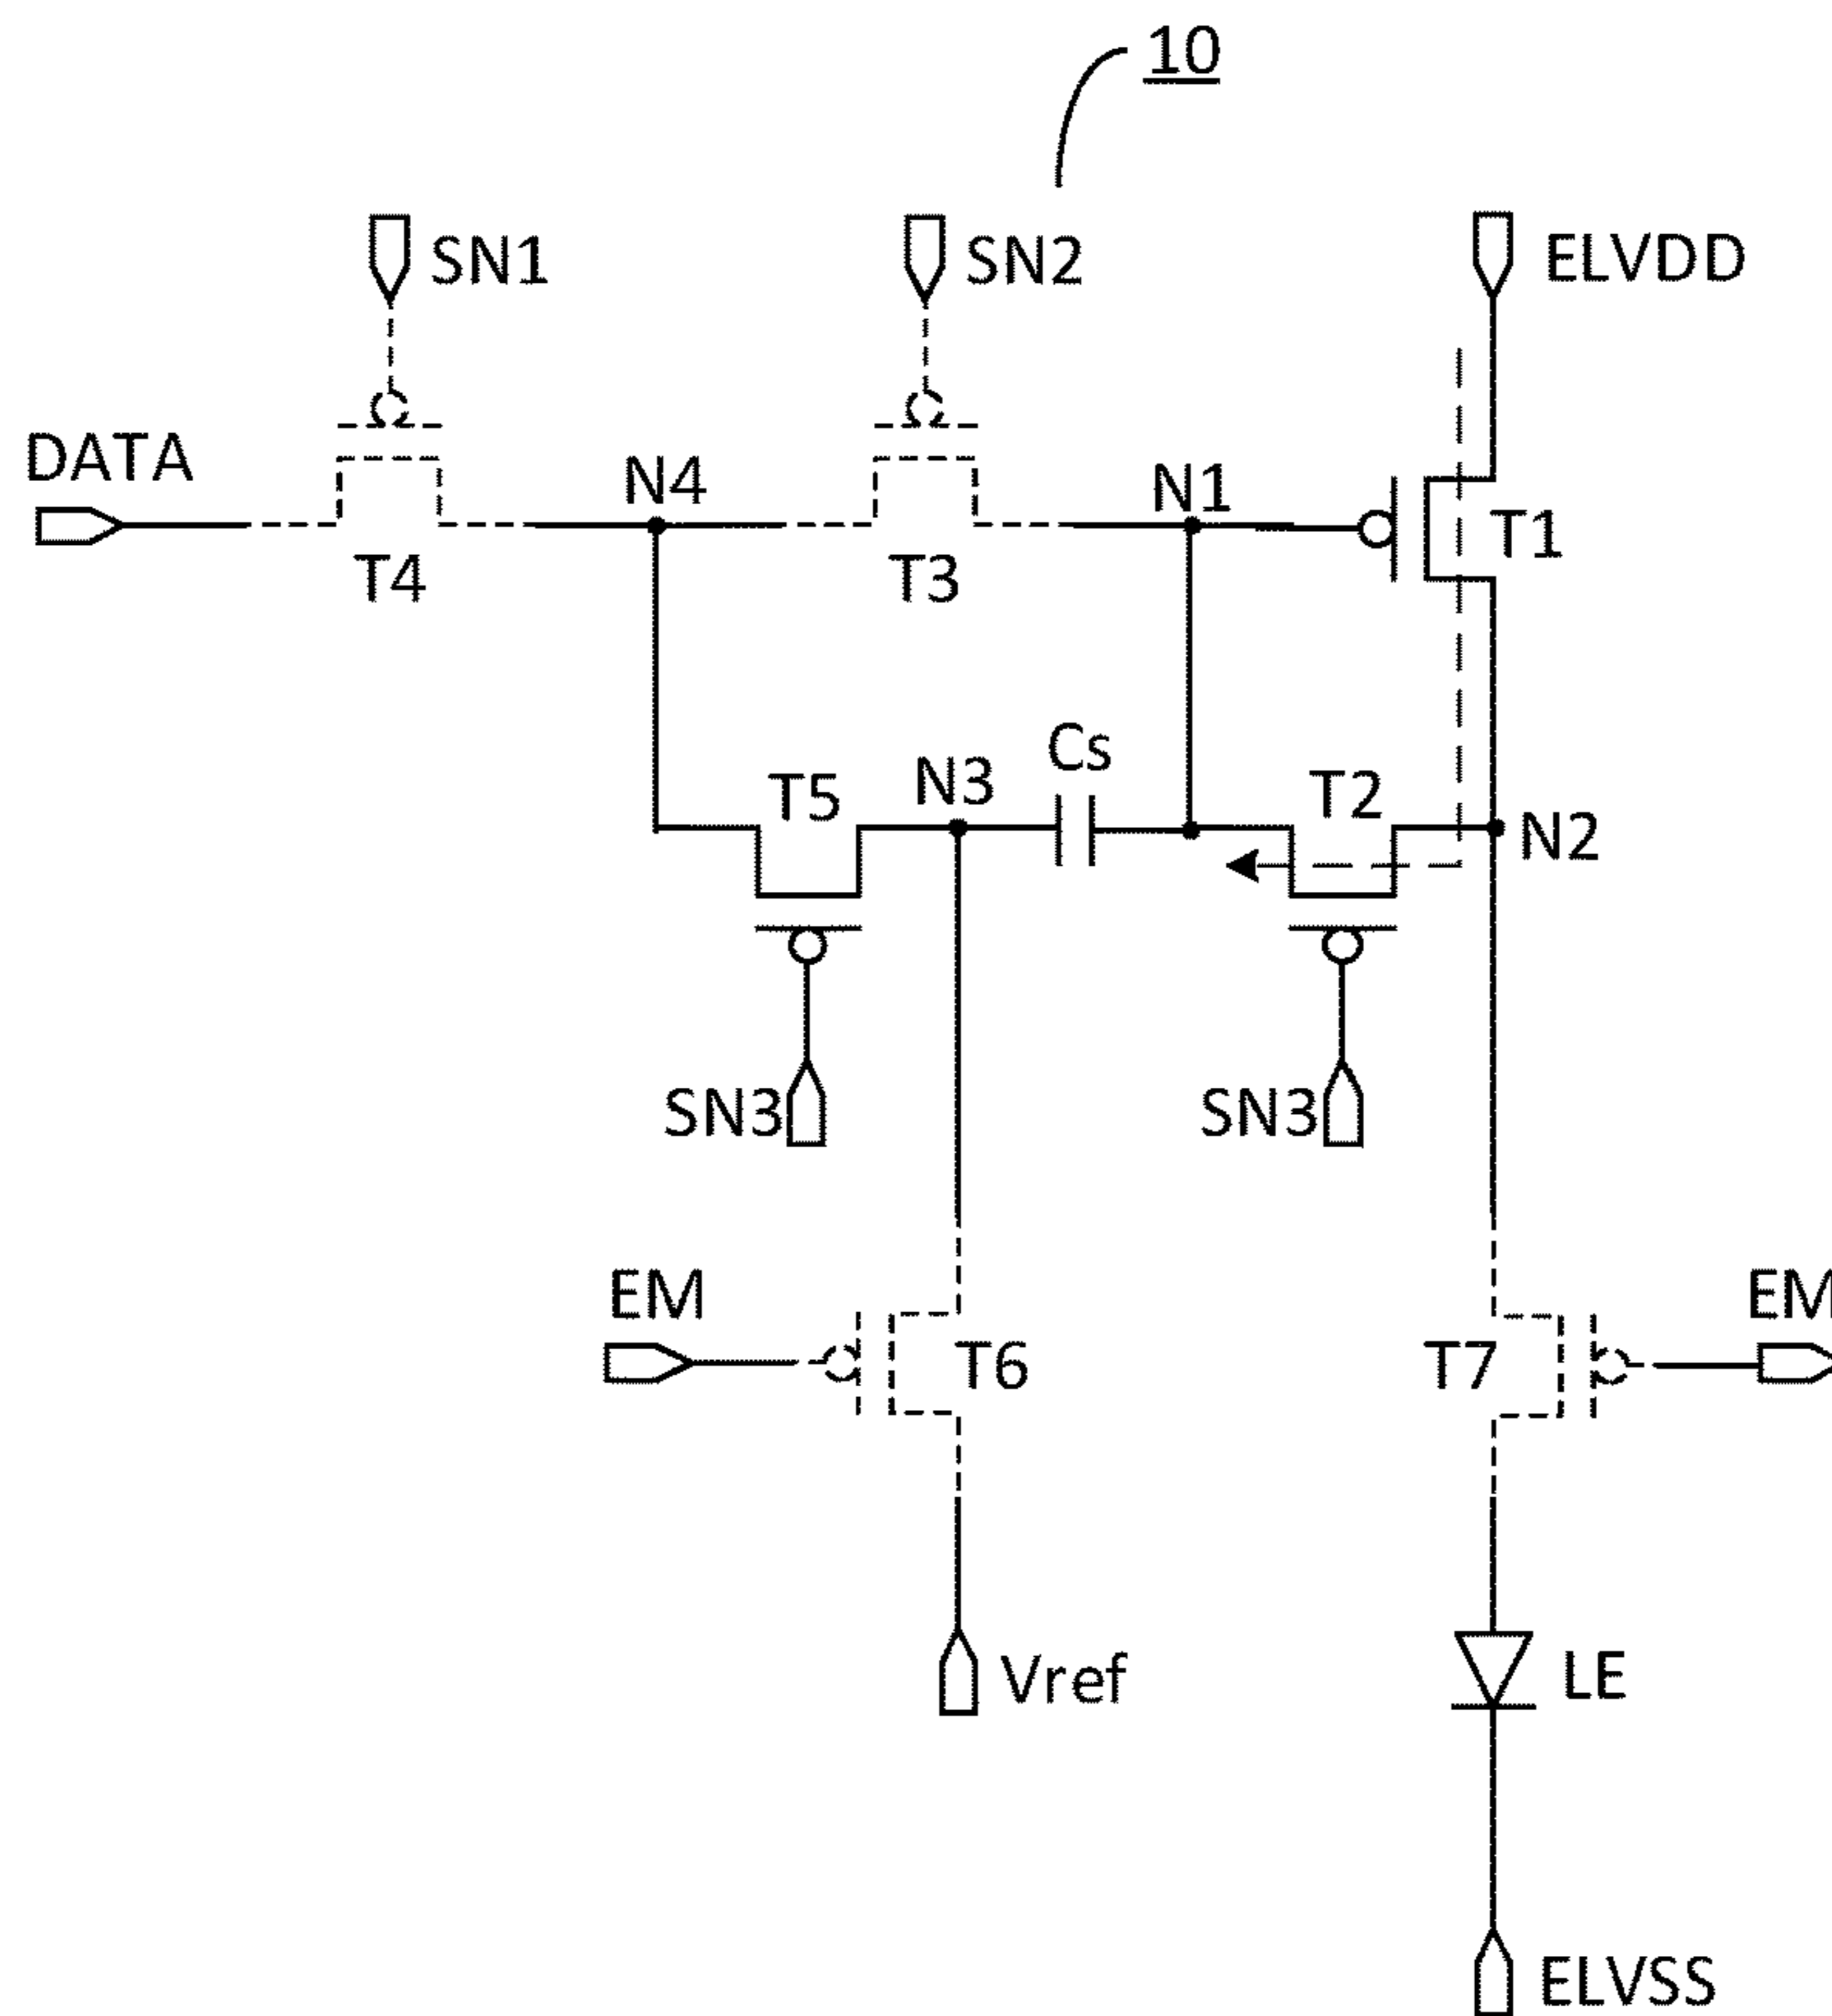 10
SN1
SN2
ELVDD
DATA
N4
N1
T4
T3
T1
Cs
T5
N3
T2
N2
SN3
SN3
EM
EM
T6
T7
Vref
LE
ELVSS